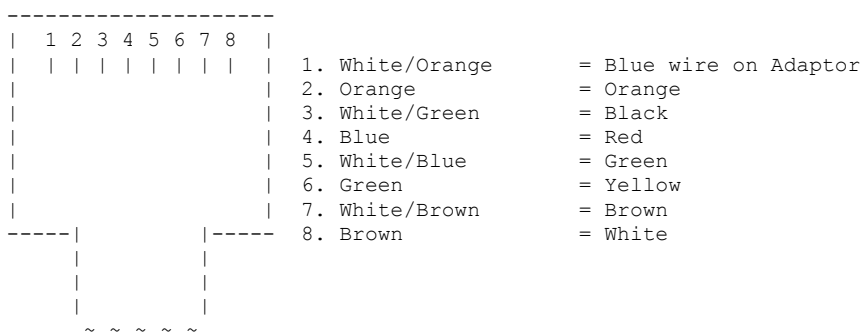 1 2 3 4 5 6 7 8
1. White/Orange = Blue wire on Adaptor
2. Orange = Orange
3. White/Green = Black
4. Blue = Red
5. White/Blue = Green
6. Green = Yellow
7. White/Brown = Brown
8. Brown = White